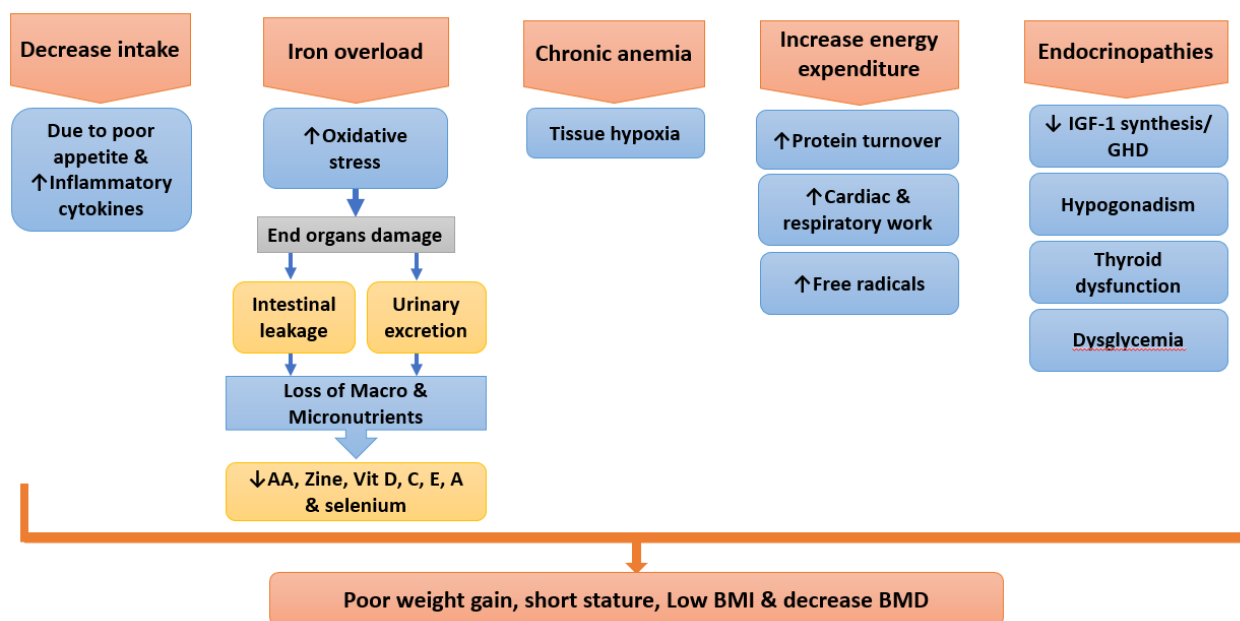 Decrease intake
Due to poor
appetite &
↑Inflammatory
cytokines
Iron overload
↑Oxidative
stress
End organs damage
Intestinal
leakage
Urinary
excretion
Loss of Macro &
Micronutrients
↓AA, Zine, Vit D, C, E, A
& selenium
Chronic anemia
Tissue hypoxia
Increase energy
expenditure
↑Protein turnover
↑Cardiac &
respiratory work
↑Free radicals
Endocrinopathies
↓ IGF-1 synthesis/
GHD
Hypogonadism
Thyroid
dysfunction
Dysglycemia
Poor weight gain, short stature, Low BMI & decrease BMD